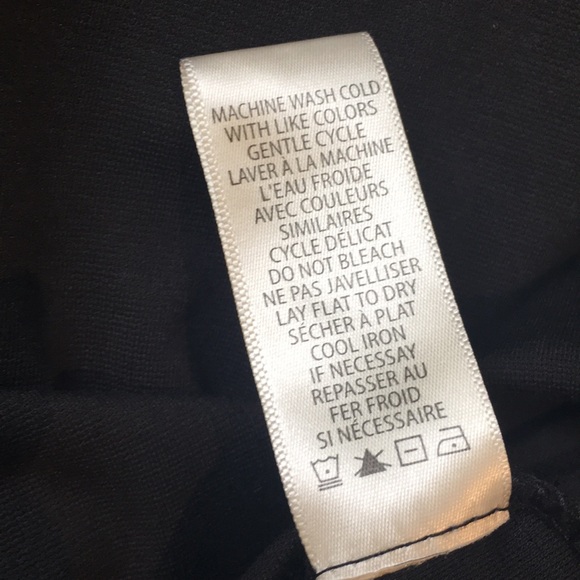 MACHINE WASH COLD
WITH LIKE COLORS
GENTLE CYCLE
LAVER À LA MACHINE
L'EAU FROIDE
AVEC COULEURS
SIMILAIRES
CYCLE DÉLICAT
DO NOT BLEACH
NE PAS JAVELLISER
LAY FLAT TO DRY
SÉCHER À PLAT
COOL IRON
IF NECESSAY
REPASSER AU
FER FROID
SI NÉCESSAIRE